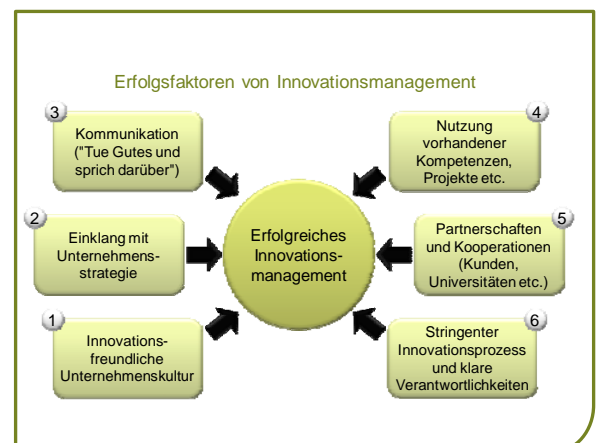 Erfolgsfaktoren von Innovationsmanagement
3
Kommunikation
("Tue Gutes und
sprich darüber")
4
Nutzung
vorhandener
Kompetenzen,
Projekte etc.
2
Einklang mit
Unternehmens-
strategie
Erfolgreiches
Innovations-
management
5
Partnerschaften
und Kooperationen
(Kunden,
Universitäten etc.)
1
Innovations-
freundliche
Unternehmenskultur
6
Stringenter
Innovationsprozess
und klare
Verantwortlichkeiten